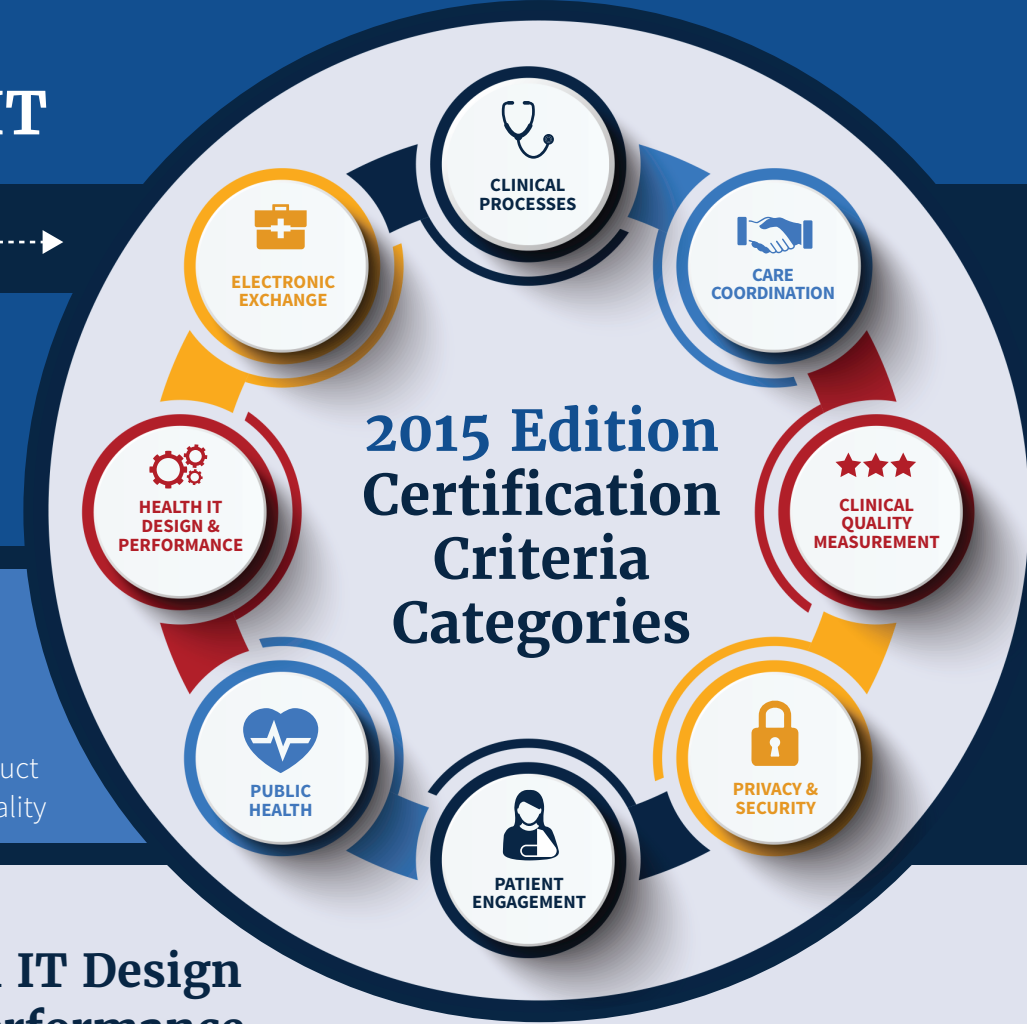 IT
CLINICAL
PROCESSES
CARE
COORDINATION
CLINICAL
QUALITY
MEASUREMENT
PRIVACY &
SECURITY
PATIENT
ENGAGEMENT
PUBLIC
HEALTH
HEALTH IT
DESIGN &
PERFORMANCE
ELECTRONIC
EXCHANGE
2015 Edition
Certification
Criteria
Categories
uct
ality
IT Design